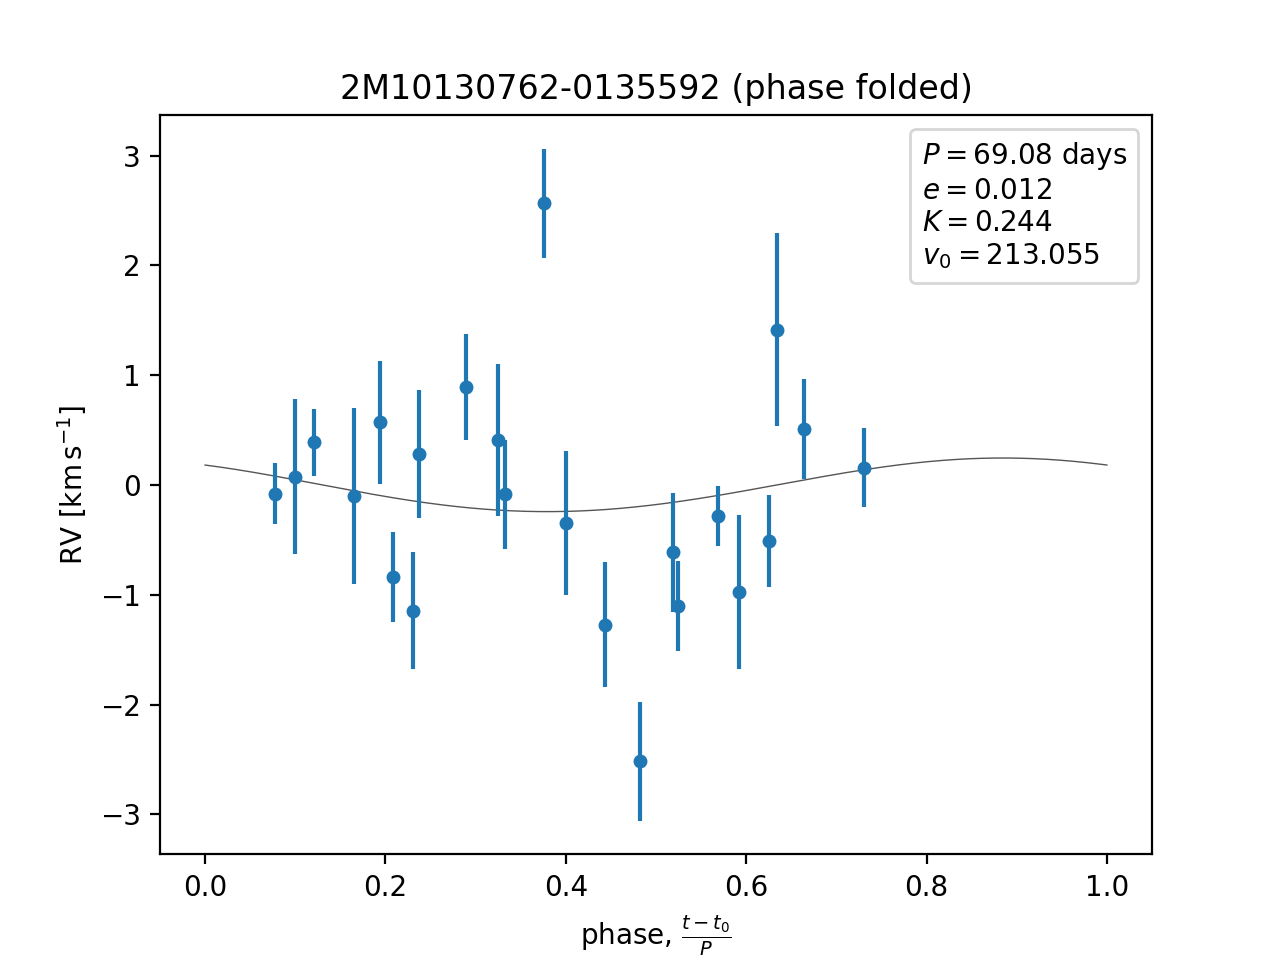 2M10130762-0135592 (phase folded)
P = 69.08 days
e = 0.012
K = 0.244
v₀ = 213.055
3
2
1
0
−1
−2
−3
RV [km s⁻¹]
0.0 0.2 0.4 0.6 0.8 1.0
phase, (t − t₀)/P